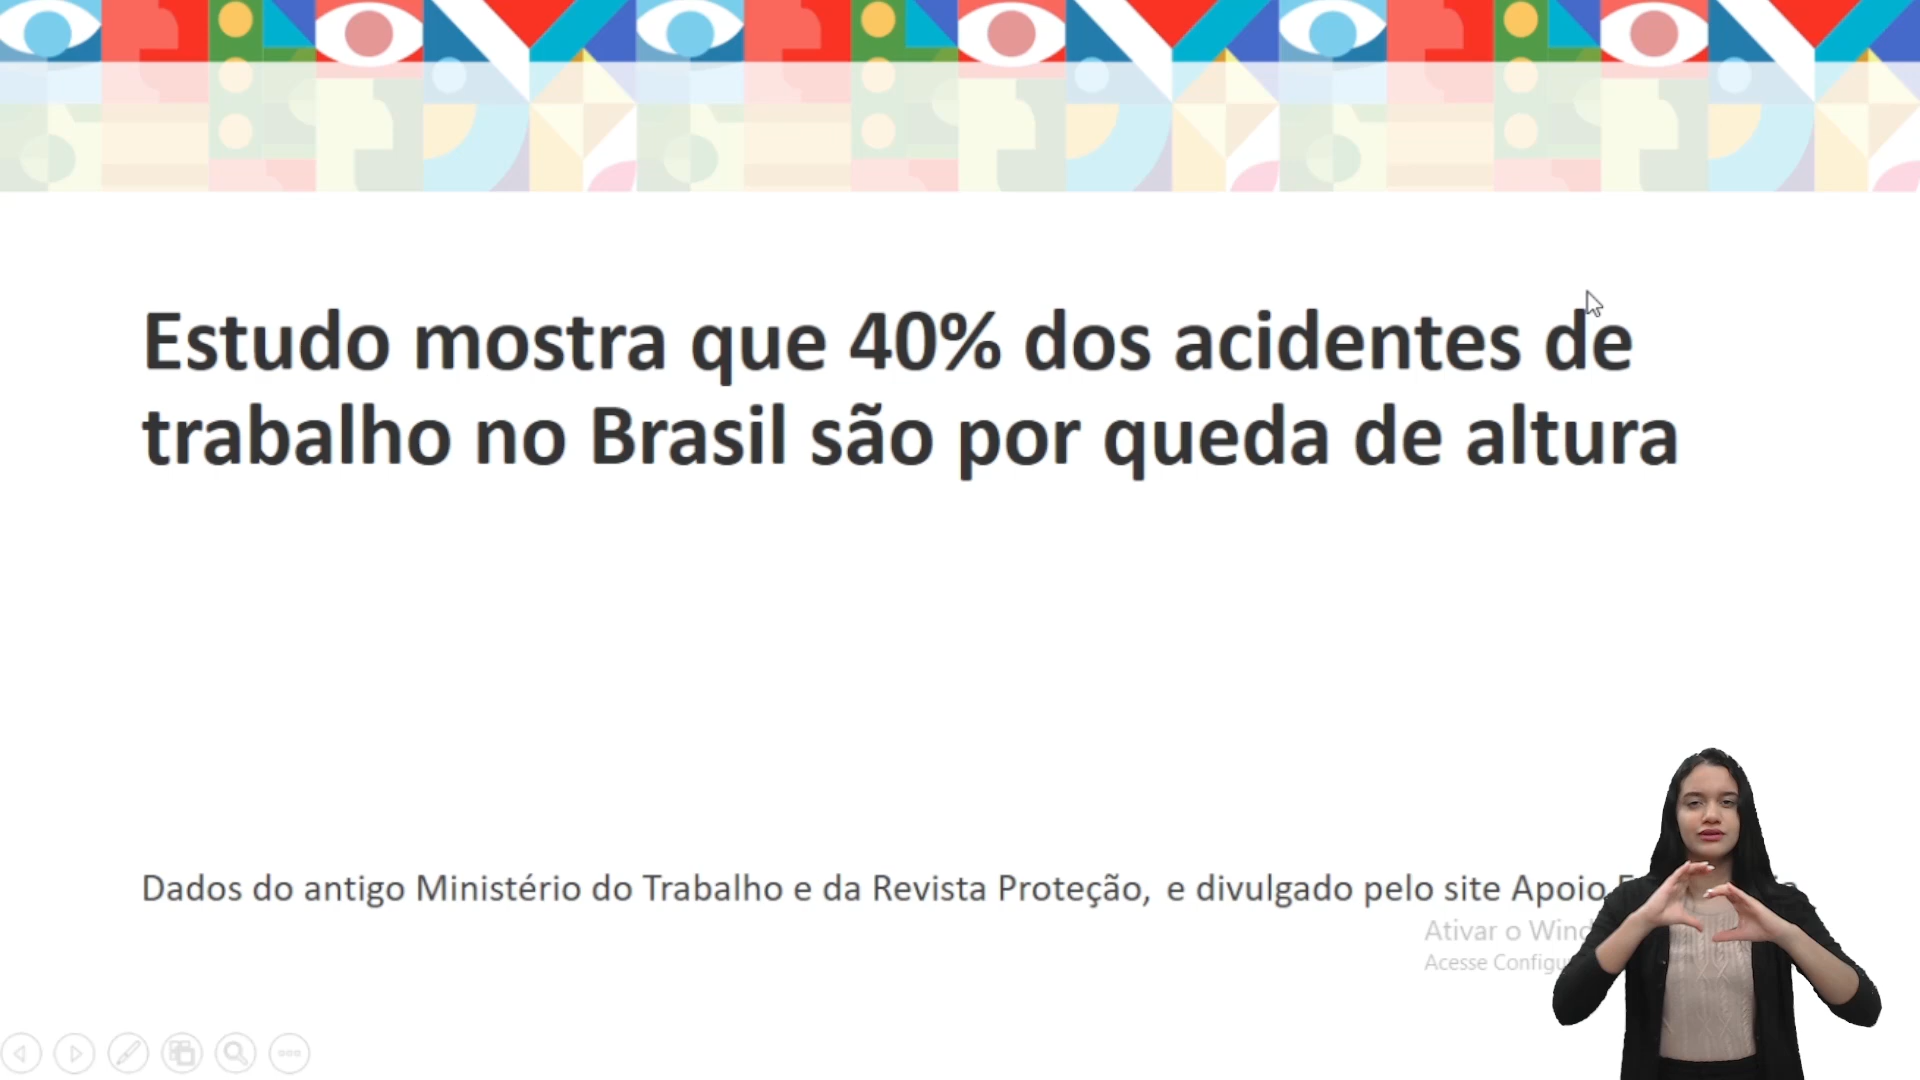 Estudo mostra que 40% dos acidentes de
trabalho no Brasil são por queda de altura
Dados do antigo Ministério do Trabalho e da Revista Proteção, e divulgado pelo site Apoio
Ativar o
Acesse